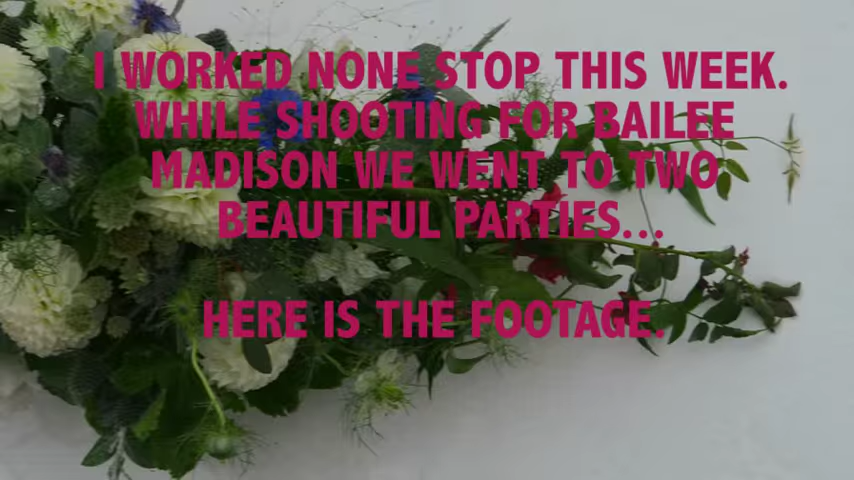 I WORKED NONE STOP THIS WEEK.
WHILE SHOOTING FOR BAILEE
MADISON WE WENT TO TWO
BEAUTIFUL PARTIES...
HERE IS THE FOOTAGE.